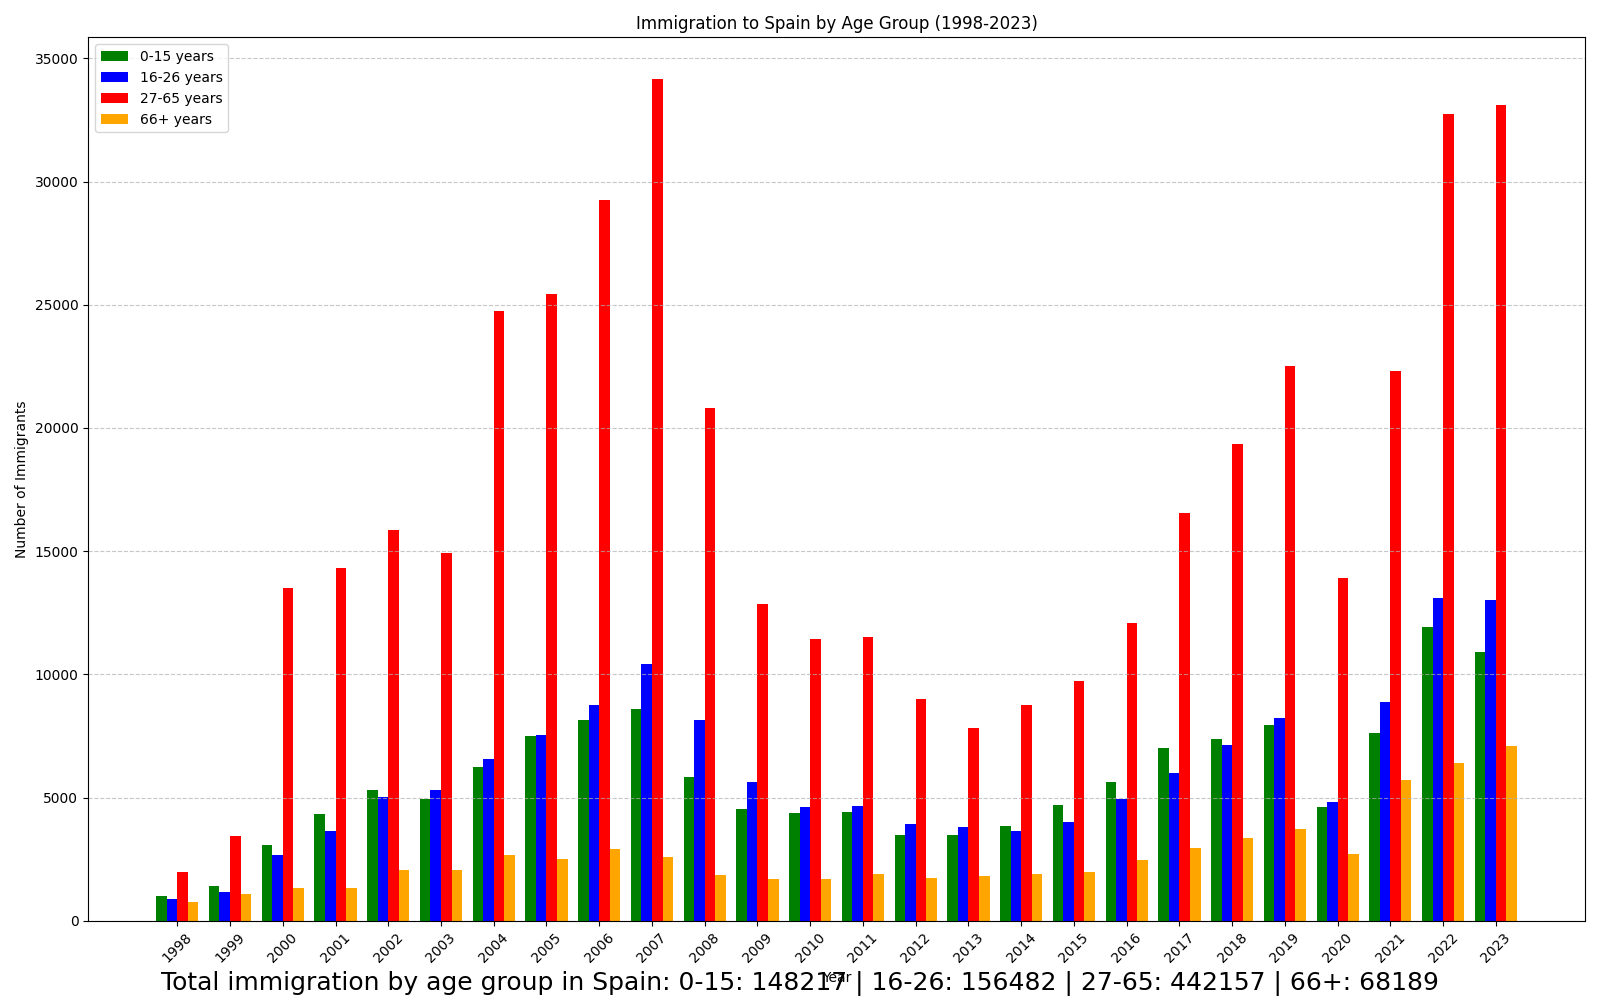 Immigration to Spain by Age Group (1998-2023)
0-15 years
16-26 years
27-65 years
66+ years
Number of Immigrants
35000
30000
25000
20000
15000
10000
5000
0
1998 1999 2000 2001 2002 2003 2004 2005 2006 2007 2008 2009 2010 2011 2012 2013 2014 2015 2016 2017 2018 2019 2020 2021 2022 2023
Year
Total immigration by age group in Spain: 0-15: 148217 | 16-26: 156482 | 27-65: 442157 | 66+: 68189